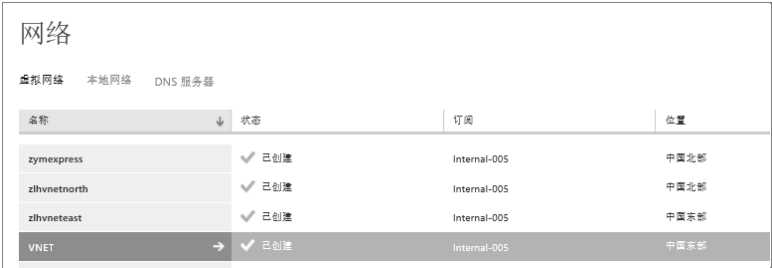 网络
虚拟网络 本地网络 DNS 服务器
名称 状态 订阅 位置
zymexpress 已创建 Internal-005 中国北部
zlhvnetnorth 已创建 Internal-005 中国北部
zlhvneteast 已创建 Internal-005 中国东部
VNET 已创建 Internal-005 中国东部